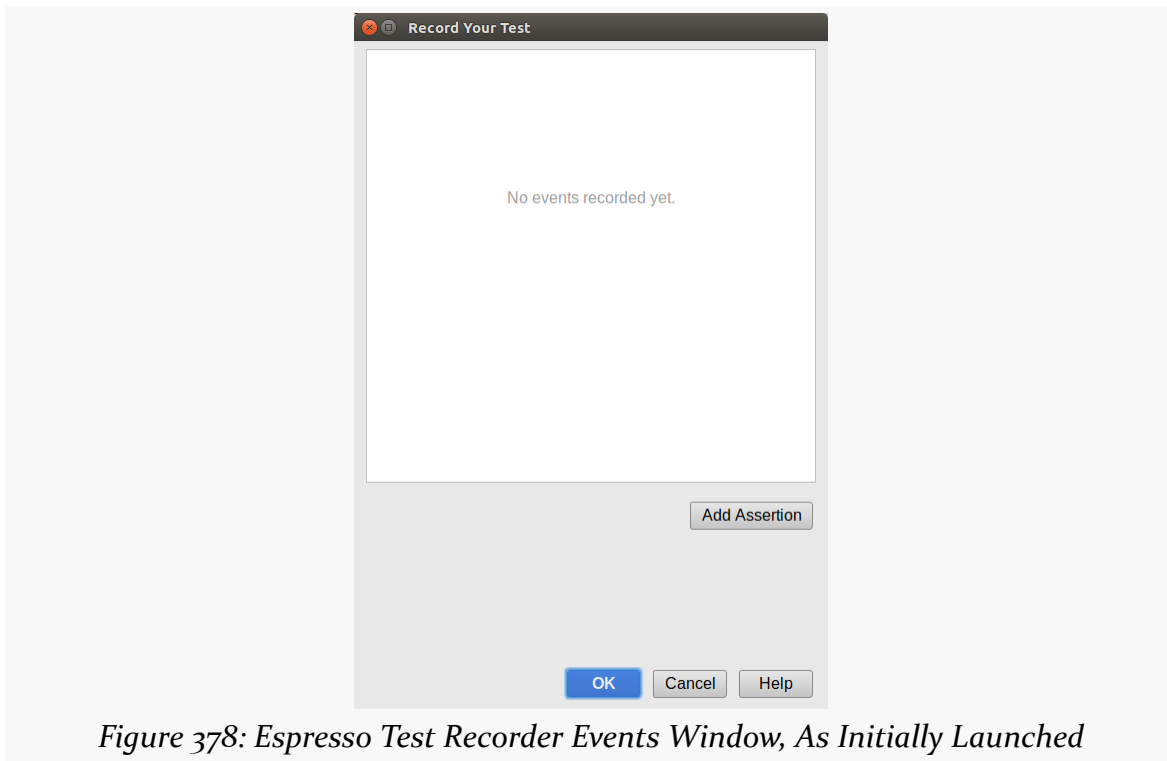 Record Your Test
No events recorded yet.
Add Assertion
OK Cancel Help
Figure 378: Espresso Test Recorder Events Window, As Initially Launched